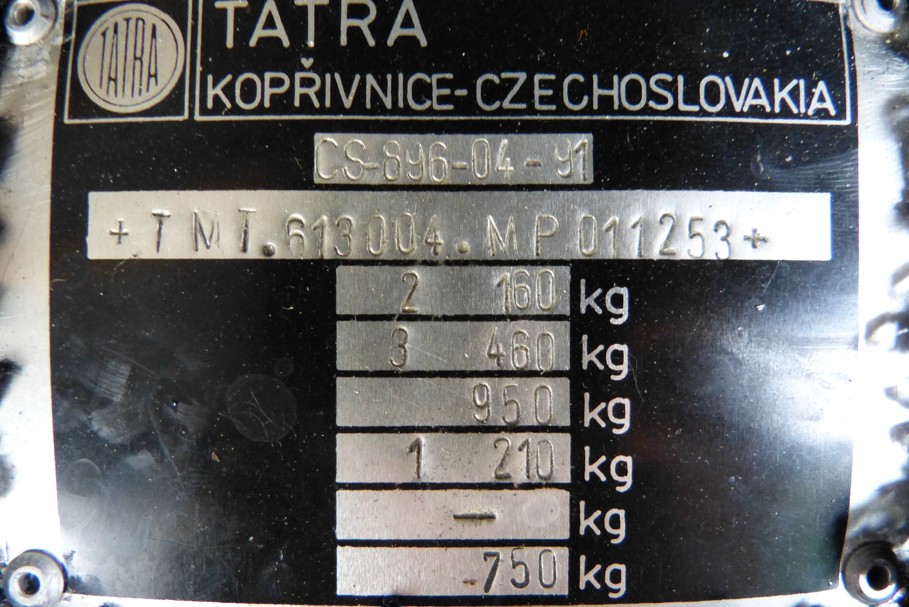 TATRA TATRA
KOPŘIVNICE-CZECHOSLOVAKIA
CS-896-04-91
+.TMT.613004.MP011253+
2 160 kg
3 460 kg
950 kg
1 210 kg
— kg
.750 kg